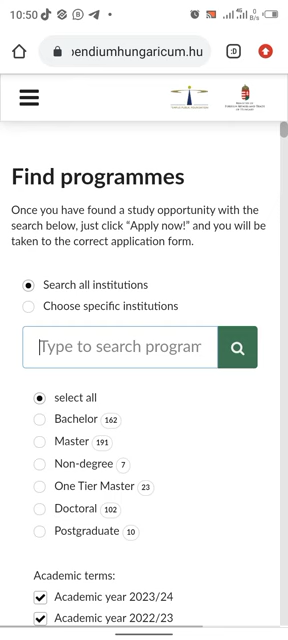 10:50
pendiumhungaricum.hu
:D
Find programmes
Once you have found a study opportunity with the
search below, just click “Apply now!” and you will be
taken to the correct application form.
Search all institutions
Choose specific institutions
Type to search program
select all
Bachelor 162
Master 191
Non-degree 7
One Tier Master 23
Doctoral 102
Postgraduate 10
Academic terms:
Academic year 2023/24
Academic year 2022/23